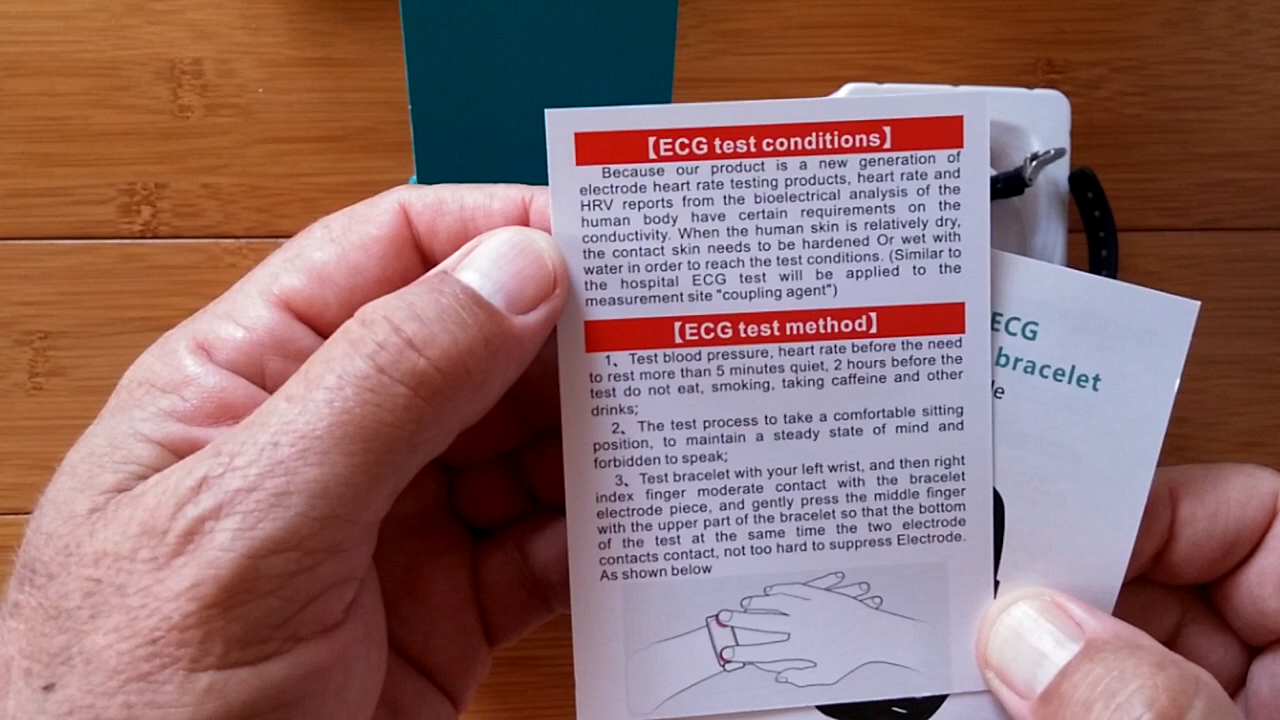 【ECG test conditions】
Because our product is a new generation of
electrode heart rate testing products, heart rate and
HRV reports from the bioelectrical analysis of the
human body have certain requirements on the
conductivity. When the human skin is relatively dry,
the contact skin needs to be hardened Or wet with
water in order to reach the test conditions. (Similar to
the hospital ECG test will be applied to the
measurement site "coupling agent")
【ECG test method】
1、Test blood pressure, heart rate before the need
to rest more than 5 minutes quiet, 2 hours before the
test do not eat, smoking, taking caffeine and other
drinks;
2、The test process to take a comfortable sitting
position, to maintain a steady state of mind and
forbidden to speak;
3、Test bracelet with your left wrist, and then right
index finger moderate contact with the bracelet
electrode piece, and gently press the middle finger
with the upper part of the bracelet so that the bottom
of the test at the same time the two electrode
contacts contact, not too hard to suppress Electrode.
As shown below
ECG
bracelet